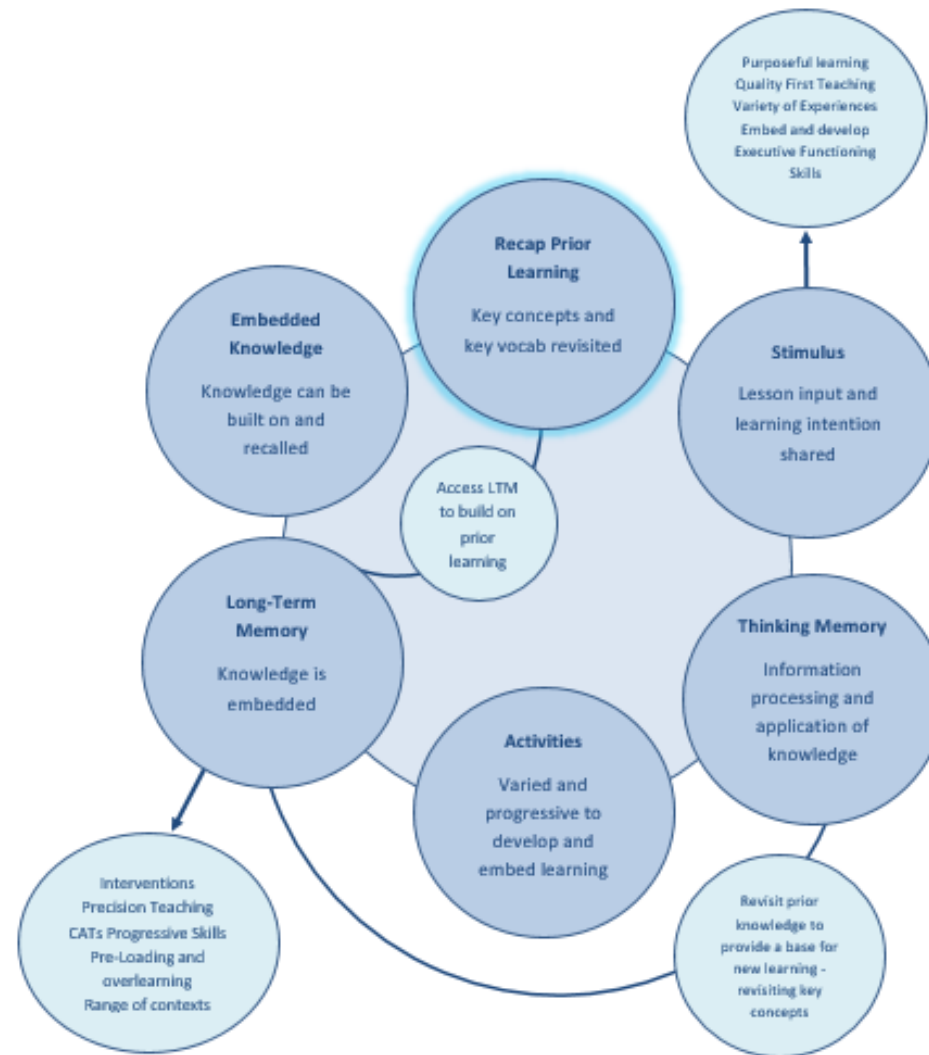 Purposeful learning
Quality First Teaching
Variety of Experiences
Embed and develop
Executive Functioning
Skills
Recap Prior
Learning
Key concepts and
key vocab revisited
Stimulus
Lesson input and
learning intention
shared
Thinking Memory
Information
processing and
application of
knowledge
Revisit prior
knowledge to
provide a base for
new learning -
revisiting key
concepts
Activities
Varied and
progressive to
develop and
embed learning
Long-Term
Memory
Knowledge is
embedded
Interventions
Precision Teaching
CATs Progressive Skills
Pre-Loading and
overlearning
Range of contexts
Embedded
Knowledge
Knowledge can be
built on and
recalled
Access LTM
to build on
prior
learning